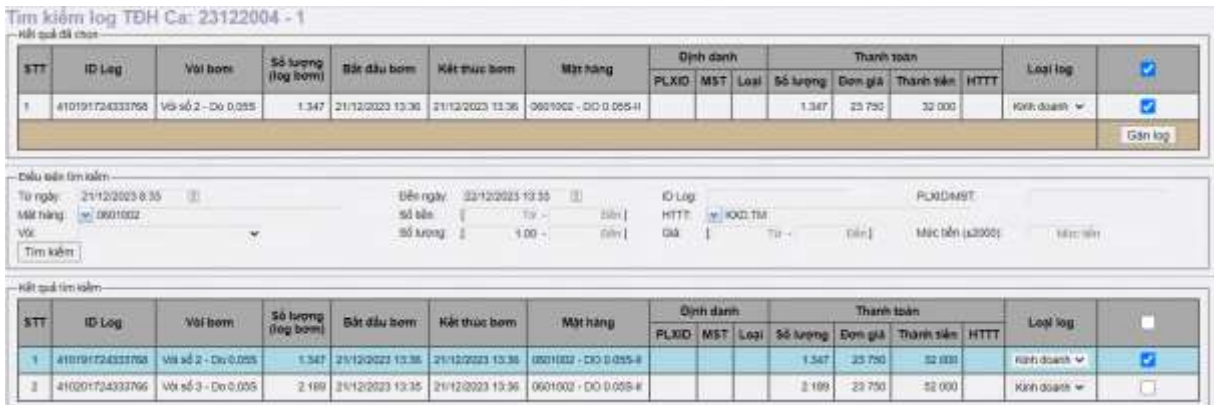 Tìm kiếm log TĐH Ca: 23122004 - 1
Kết quả đã chọn
STT ID Log Vòi bơm Số lượng (log bơm) Bắt đầu bơm Kết thúc bơm Mặt hàng Định danh Thanh toán Loại log
PLXID MST Loại Số lượng Đơn giá Thành tiền HTTT
1 410191724333768 Vòi số 2 - Do 0,05S 1.347 21/12/2023 13:36 21/12/2023 13:36 0601002 - DO 0.05S-II 1.347 23 750 32 000 Kinh doanh
Gán log
Điều kiện tìm kiếm
Từ ngày: 21/12/2023 8:35 Đến ngày: 22/12/2023 13:35 ID Log: PLXID/MST:
Mặt hàng: 0601002 Số tiền: [ Từ - Đến ] HTTT: KXD,TM
Vòi: Số lượng: [ 1.00 - Đến ] Giá: [ Từ - Đến ] Mức tiền (±2000): Mức tiền
Tìm kiếm
Kết quả tìm kiếm
STT ID Log Vòi bơm Số lượng (log bơm) Bắt đầu bơm Kết thúc bơm Mặt hàng Định danh Thanh toán Loại log
PLXID MST Loại Số lượng Đơn giá Thành tiền HTTT
1 410191724333768 Vòi số 2 - Do 0,05S 1.347 21/12/2023 13:36 21/12/2023 13:36 0601002 - DO 0.05S-II 1.347 23 750 32 000 Kinh doanh
2 410201724333766 Vòi số 3 - Do 0,05S 2.189 21/12/2023 13:35 21/12/2023 13:36 0601002 - DO 0.05S-II 2.189 23 750 52 000 Kinh doanh